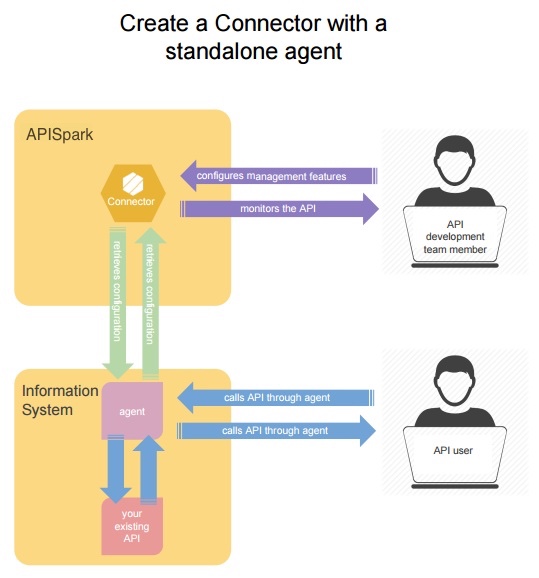 Create a Connector with a
standalone agent
APISpark
Connector
configures management features
monitors the API
API
development
team member
retrieves configuration
retrieves configuration
Information
System
agent
calls API through agent
calls API through agent
API user
your
existing
API